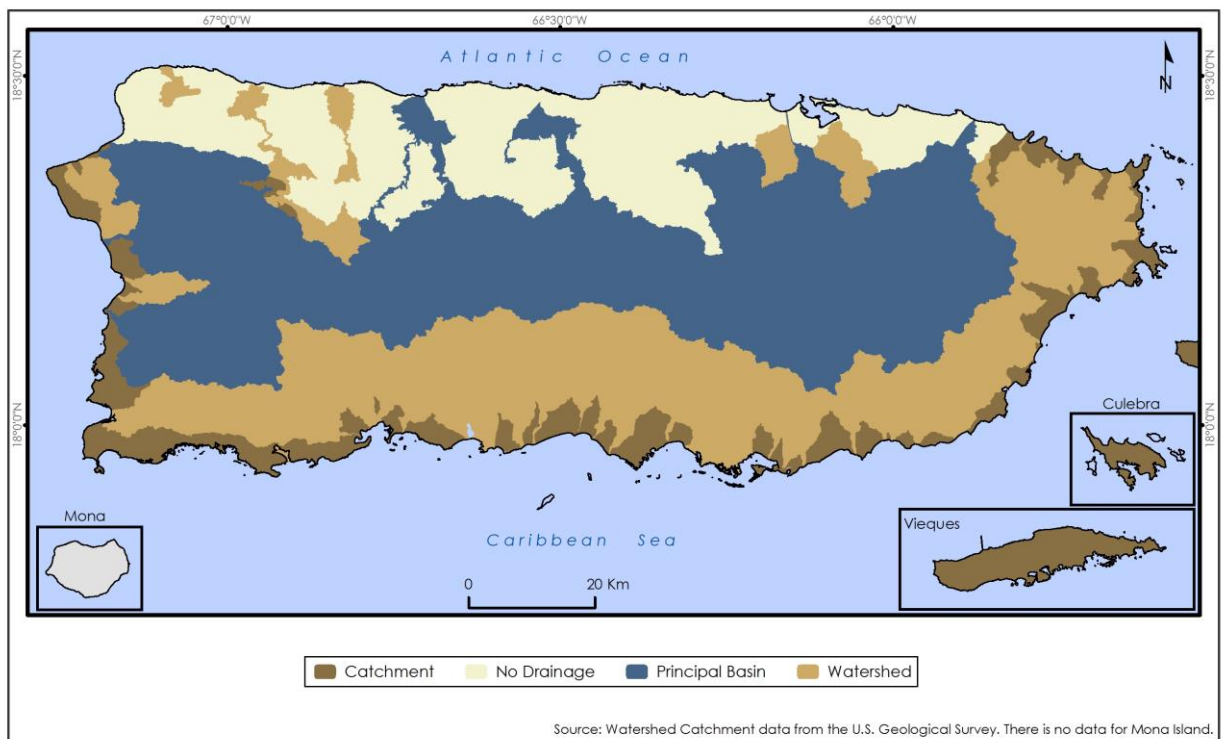 67°0'0"W 66°30'0"W 66°0'0"W
Atlantic Ocean
18°30'0"N
18°30'0"N
N
18°0'0"N
18°0'0"N
Culebra
Mona
Vieques
Caribbean Sea
0 20 Km
Catchment No Drainage Principal Basin Watershed
Source: Watershed Catchment data from the U.S. Geological Survey. There is no data for Mona Island.